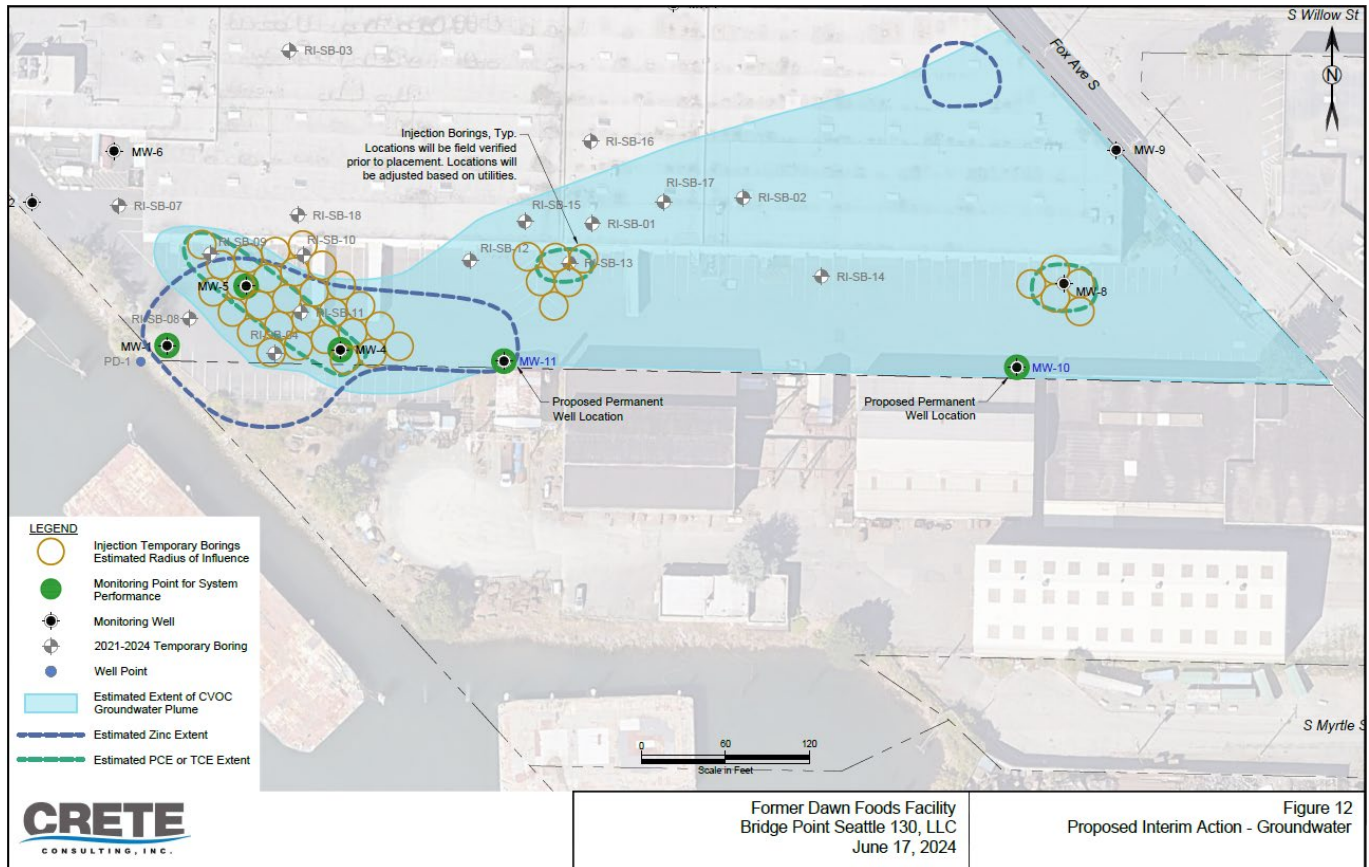 S Willow St
Fox Ave S
N
RI-SB-03
Injection Borings, Typ.
Locations will be field verified
prior to placement. Locations will
be adjusted based on utilities.
RI-SB-16
MW-9
MW-6
RI-SB-17
RI-SB-02
2
RI-SB-07
RI-SB-18
RI-SB-15
RI-SB-01
RI-SB-09
RI-SB-10
RI-SB-12
RI-SB-13
RI-SB-14
MW-5
MW-8
RI-SB-08
RI-SB-11
RI-SB-04
MW-1
MW-4
PD-1
MW-11
MW-10
Proposed Permanent
Well Location
Proposed Permanent
Well Location
LEGEND
Injection Temporary Borings
Estimated Radius of Influence
Monitoring Point for System
Performance
Monitoring Well
2021-2024 Temporary Boring
Well Point
Estimated Extent of CVOC
Groundwater Plume
Estimated Zinc Extent
Estimated PCE or TCE Extent
S Myrtle S
0 60 120
Scale in Feet
CRETE
CONSULTING, INC.
Former Dawn Foods Facility
Bridge Point Seattle 130, LLC
June 17, 2024
Figure 12
Proposed Interim Action - Groundwater